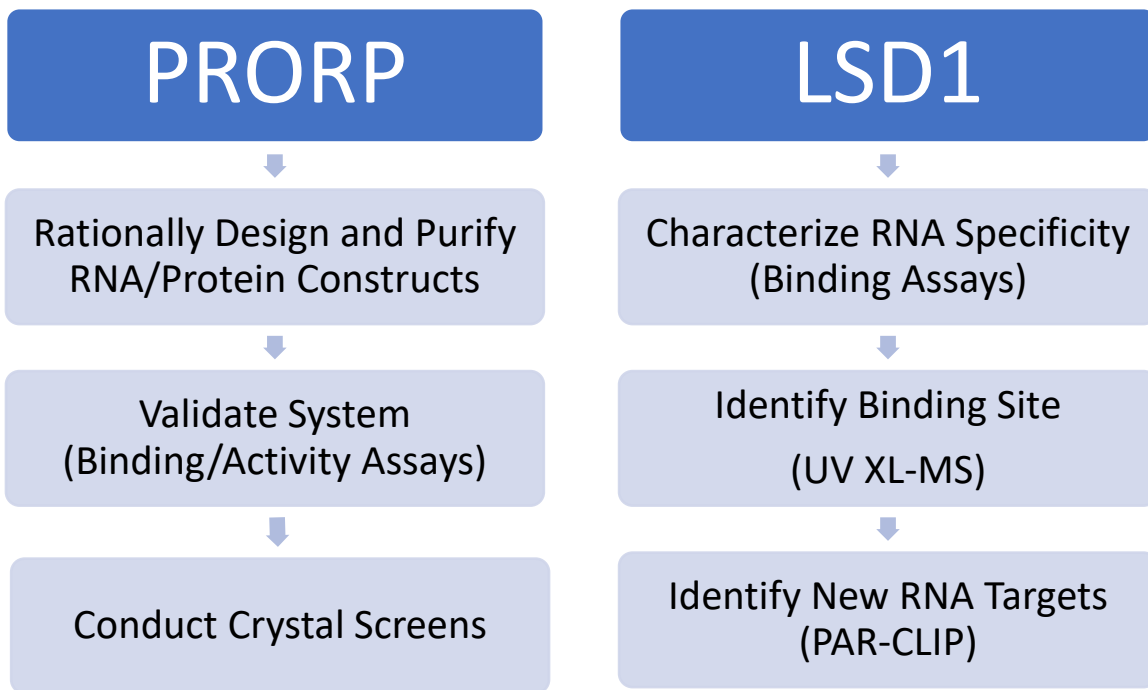 PRORP
Rationally Design and Purify
RNA/Protein Constructs
Validate System
(Binding/Activity Assays)
Conduct Crystal Screens
LSD1
Characterize RNA Specificity
(Binding Assays)
Identify Binding Site
(UV XL-MS)
Identify New RNA Targets
(PAR-CLIP)